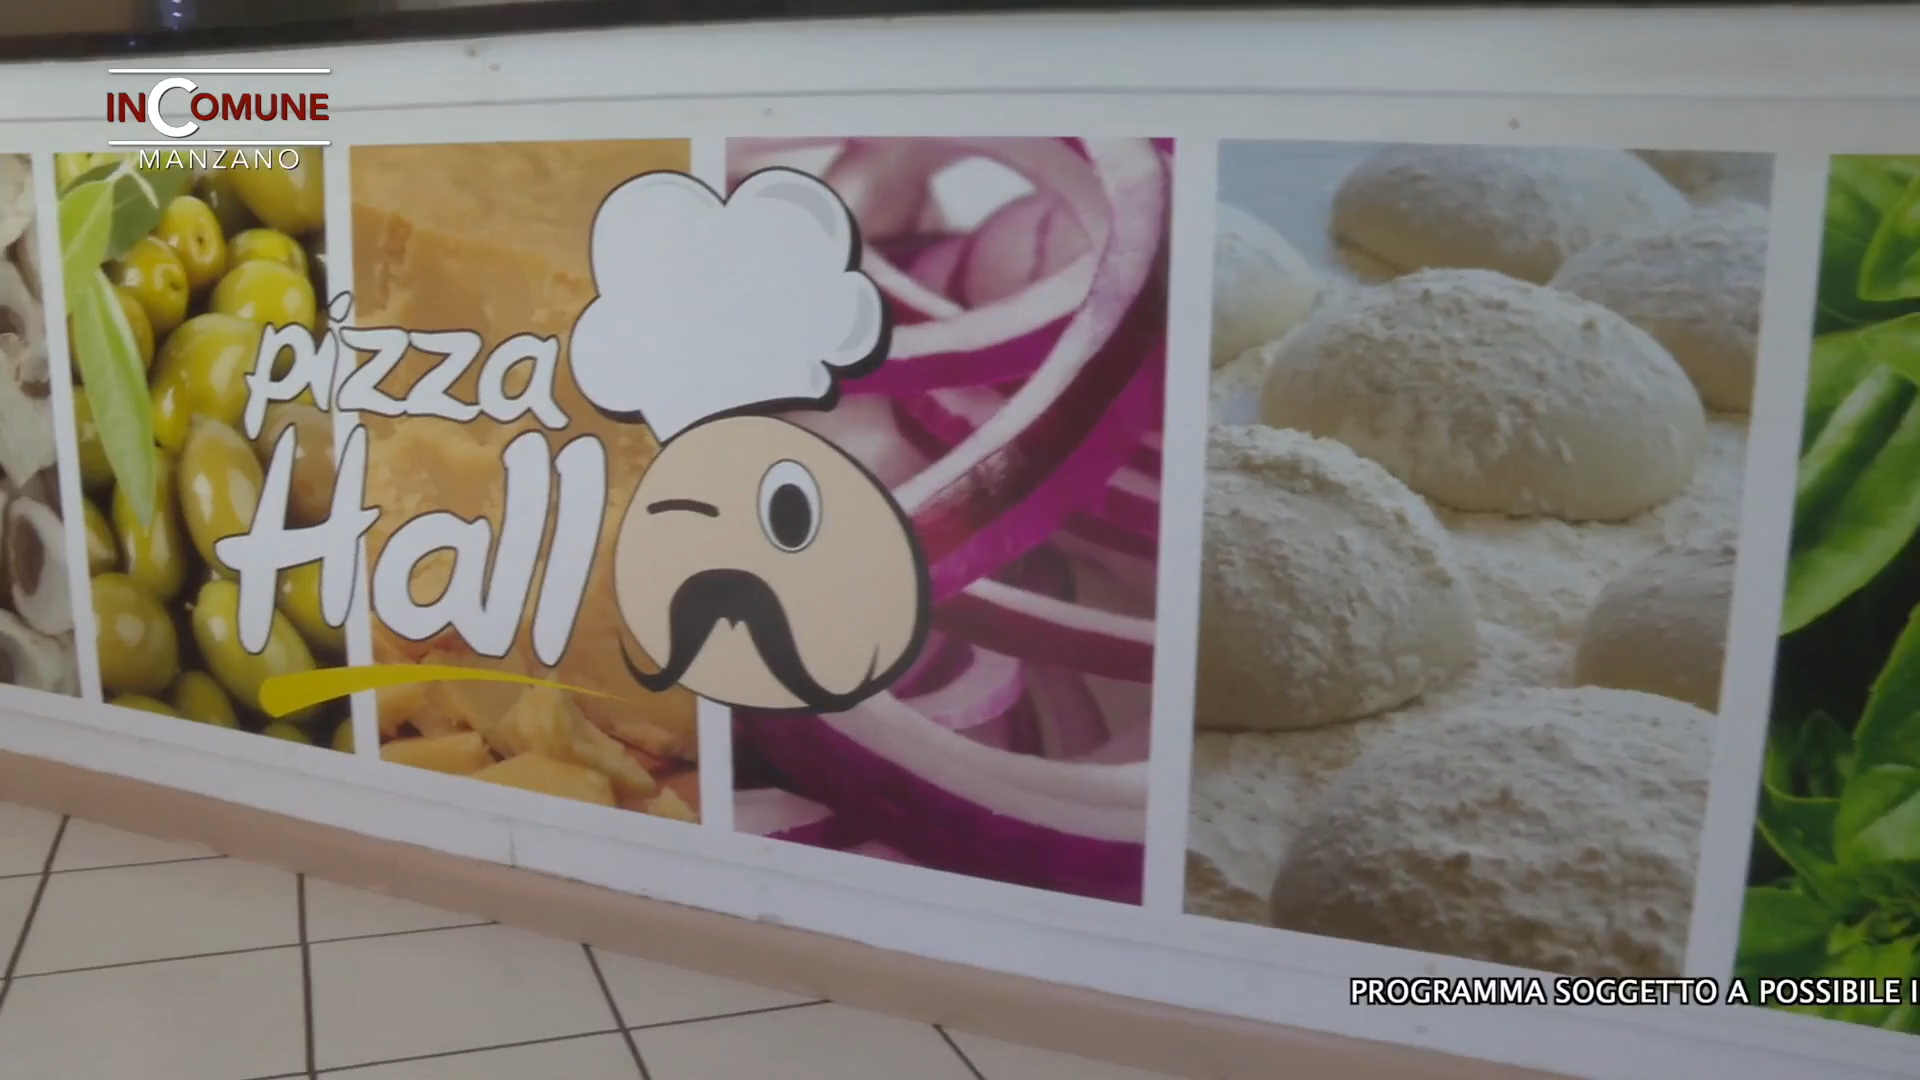 INCOMUNE
MANZANO
pizza
Hall
PROGRAMMA SOGGETTO A POSSIBILE